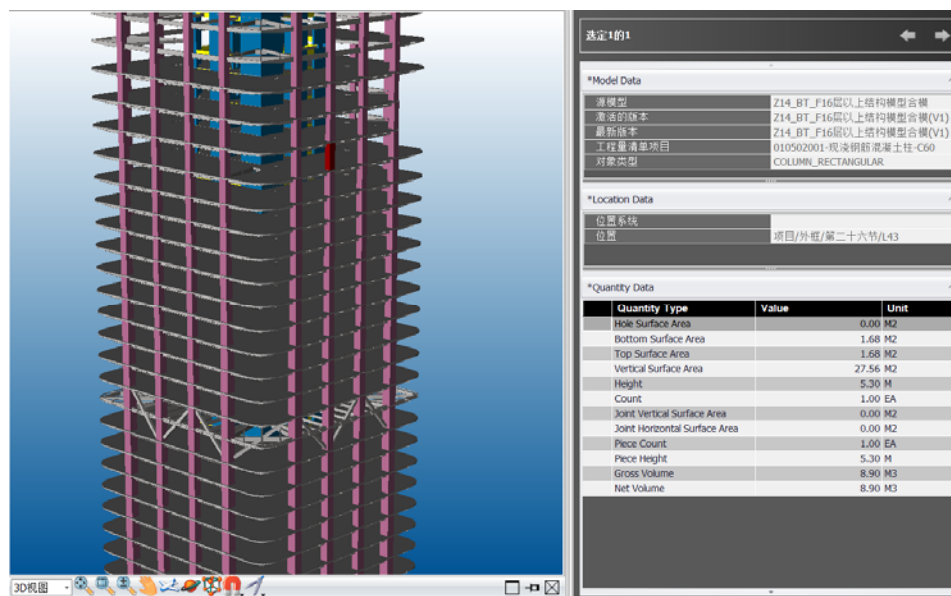 选定1的1
*Model Data
源模型 Z14_BT_F16层以上结构模型合模
激活的版本 Z14_BT_F16层以上结构模型合模(V1)
最新版本 Z14_BT_F16层以上结构模型合模(V1)
工程量清单项目 010502001-现浇钢筋混凝土柱-C60
对象类型 COLUMN_RECTANGULAR
*Location Data
位置系统
位置 项目/外框/第二十六节/L43
*Quantity Data
Quantity Type Value Unit
Hole Surface Area 0.00 M2
Bottom Surface Area 1.68 M2
Top Surface Area 1.68 M2
Vertical Surface Area 27.56 M2
Height 5.30 M
Count 1.00 EA
Joint Vertical Surface Area 0.00 M2
Joint Horizontal Surface Area 0.00 M2
Piece Count 1.00 EA
Piece Height 5.30 M
Gross Volume 8.90 M3
Net Volume 8.90 M3
3D视图